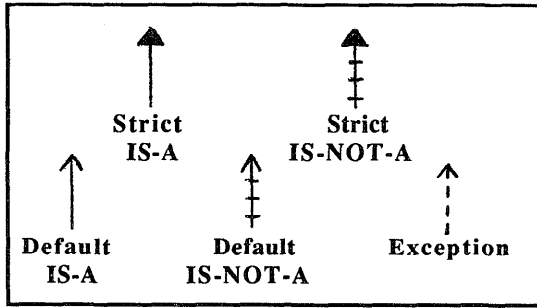 Strict Strict
IS-A IS-NOT-A
Default Default Exception
IS-A IS-NOT-A